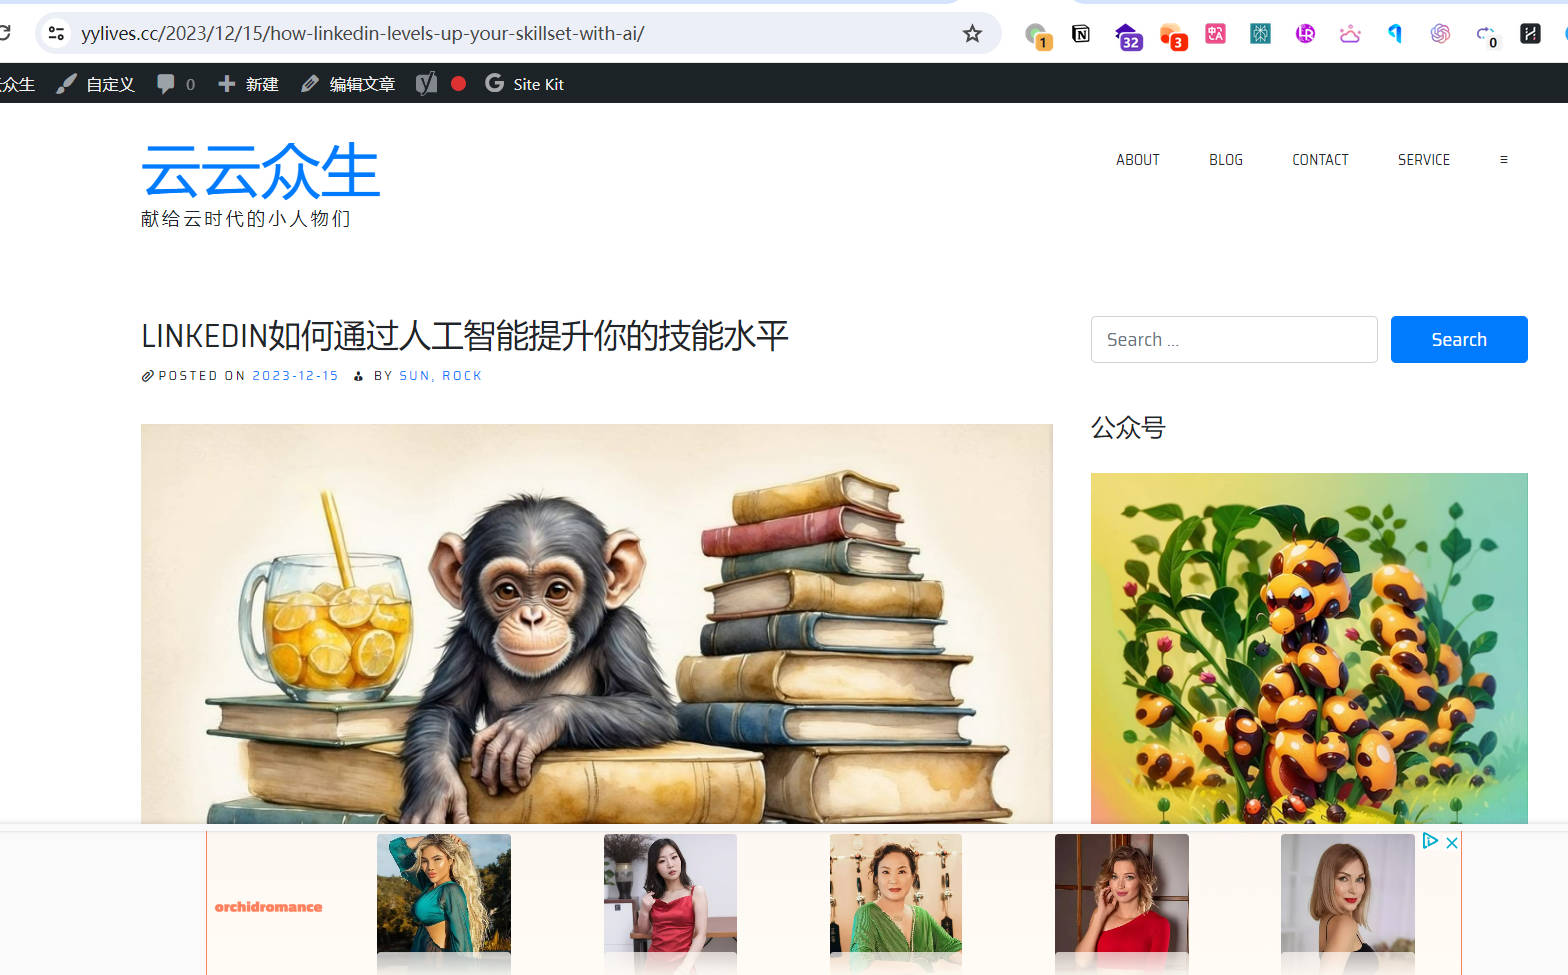 yylives.cc/2023/12/15/how-linkedin-levels-up-your-skillset-with-ai/
1
32
3
0
众生 自定义 0 新建 编辑文章 Site Kit
云云众生
献给云时代的小人物们
ABOUT BLOG CONTACT SERVICE ≡
LINKEDIN如何通过人工智能提升你的技能水平
POSTED ON 2023-12-15 BY SUN, ROCK
Search ...
Search
公众号
orchidromance